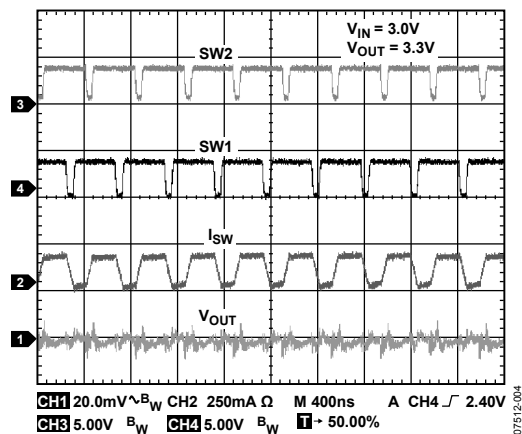 V_IN = 3.0V
V_OUT = 3.3V
SW2
3
SW1
4
I_SW
2
V_OUT
1
CH1 20.0mV ∿ B_W CH2 250mA Ω M 400ns A CH4 ⎍ 2.40V
CH3 5.00V B_W CH4 5.00V B_W T → 50.00%
07512-004